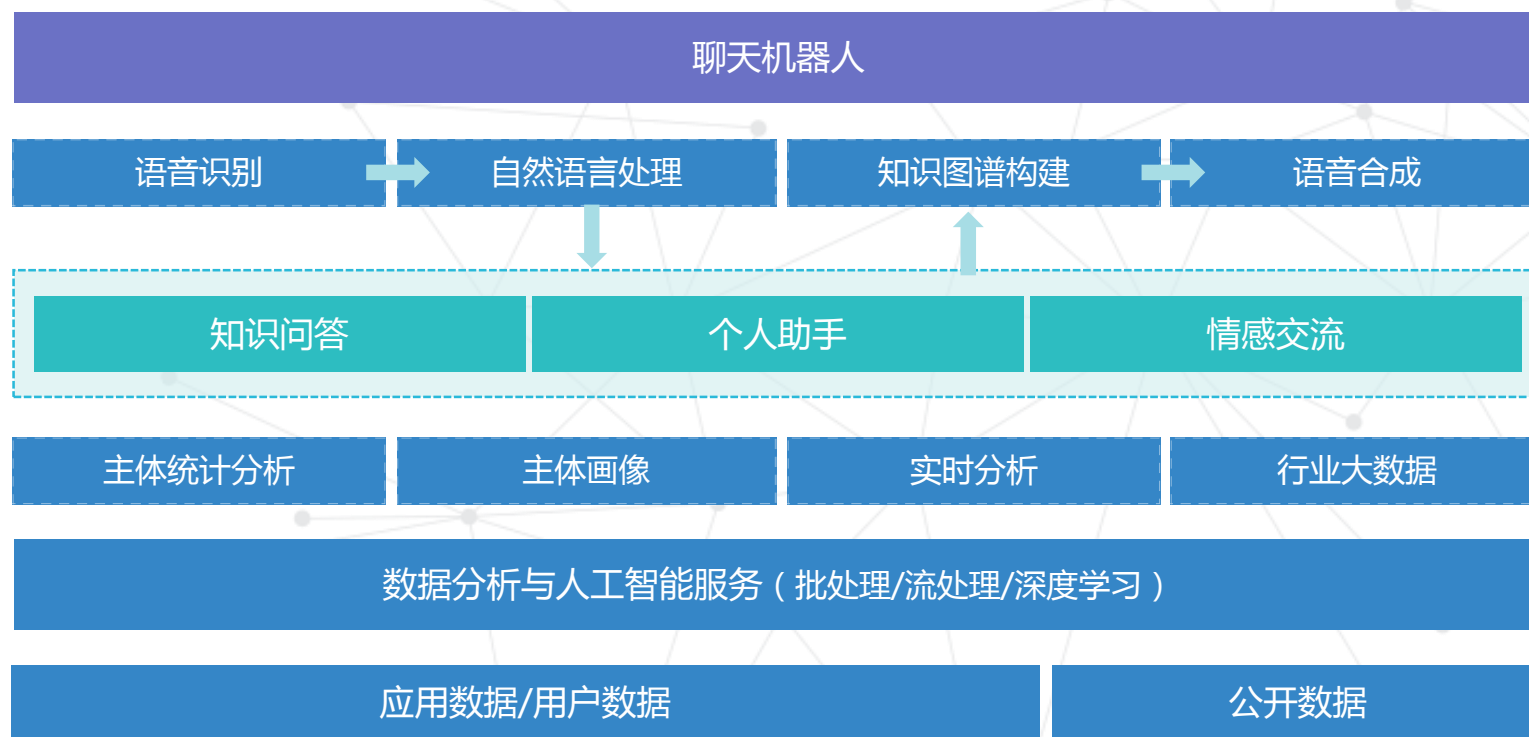 聊天机器人
语音识别
自然语言处理
知识图谱构建
语音合成
知识问答
个人助手
情感交流
主体统计分析
主体画像
实时分析
行业大数据
数据分析与人工智能服务（批处理/流处理/深度学习）
应用数据/用户数据
公开数据